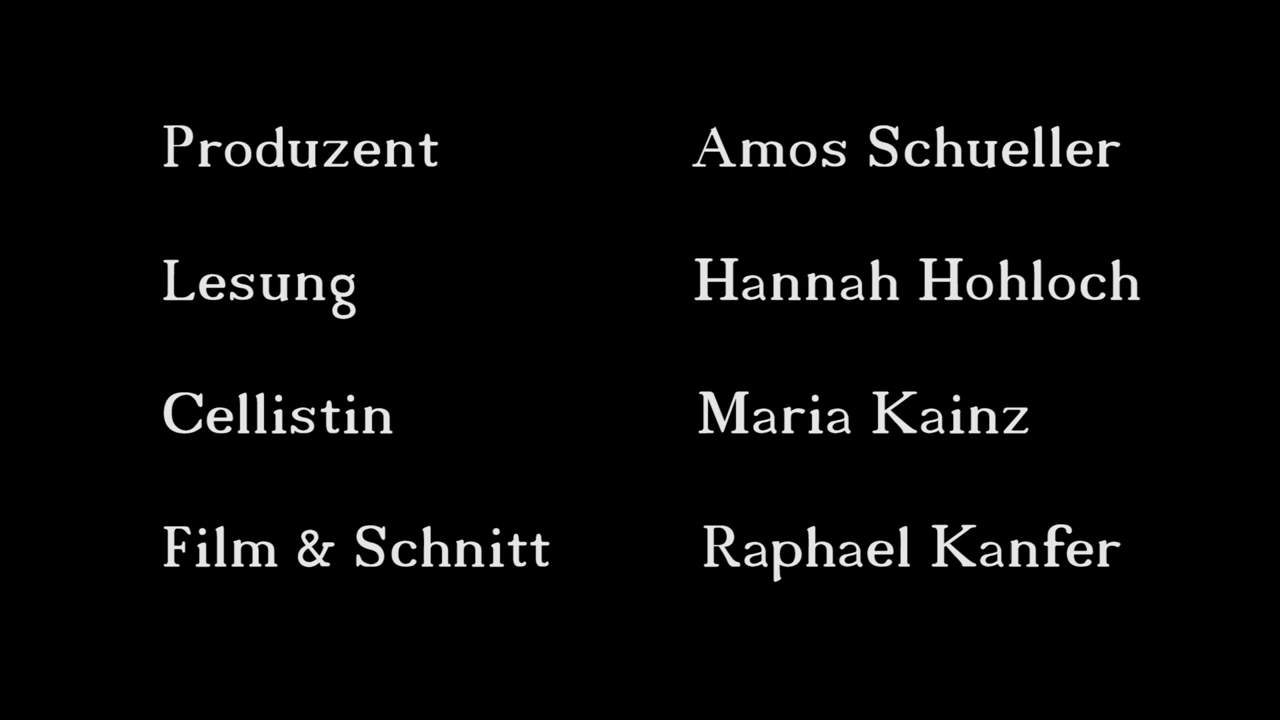 Produzent Amos Schueller
Lesung Hannah Hohloch
Cellistin Maria Kainz
Film & Schnitt Raphael Kanfer